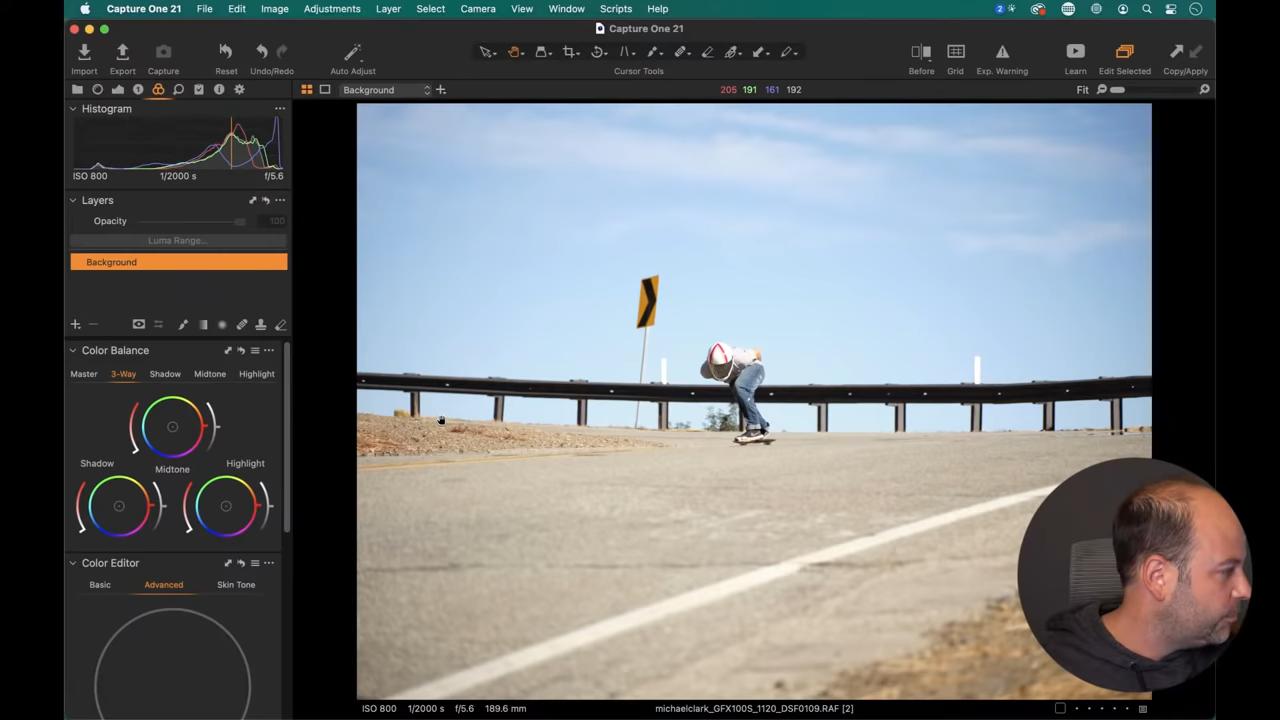 Capture One 21 File Edit Image Adjustments Layer Select Camera View Window Scripts Help 2
Capture One 21
Import Export Capture Reset Undo/Redo Auto Adjust Cursor Tools Before Grid Exp. Warning Learn Edit Selected Copy/Apply
Background 205 191 161 192 Fit
Histogram
ISO 800 1/2000 s f/5.6
Layers
Opacity 100
Luma Range...
Background
Color Balance
Master 3-Way Shadow Midtone Highlight
Shadow Midtone Highlight
Color Editor
Basic Advanced Skin Tone
ISO 800 1/2000 s f/5.6 189.6 mm michaelclark_GFX100S_1120_DSF0109.RAF [2]